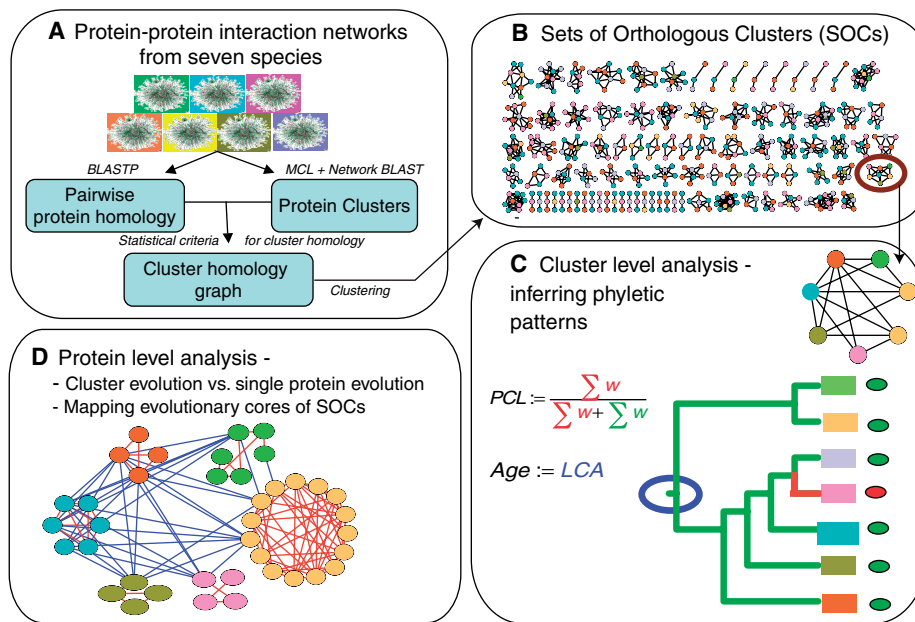 A Protein-protein interaction networks
from seven species
BLASTP
MCL + Network BLAST
Pairwise
protein homology
Protein Clusters
Statistical criteria
for cluster homology
Cluster homology
graph
Clustering
B Sets of Orthologous Clusters (SOCs)
C Cluster level analysis -
inferring phyletic
patterns
PCL := ∑ w / ∑ w + ∑ w
Age := LCA
D Protein level analysis -
- Cluster evolution vs. single protein evolution
- Mapping evolutionary cores of SOCs